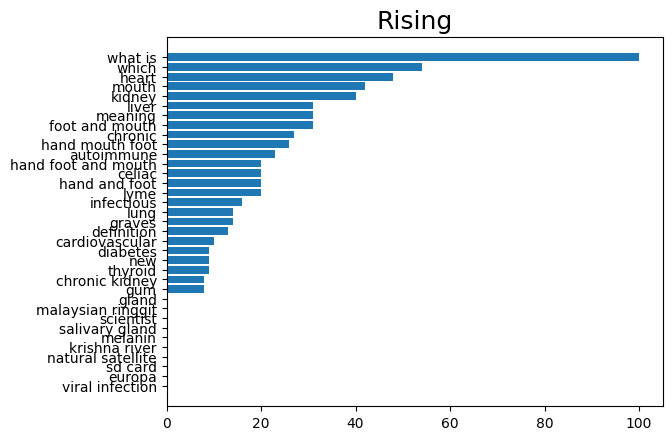 Rising
what is
which
heart
mouth
kidney
liver
meaning
foot and mouth
chronic
hand mouth foot
autoimmune
hand foot and mouth
celiac
hand and foot
lyme
infectious
lung
graves
definition
cardiovascular
diabetes
new
thyroid
chronic kidney
gum
gland
malaysian ringgit
scientist
salivary gland
melanin
krishna river
natural satellite
sd card
europa
viral infection
0 20 40 60 80 100